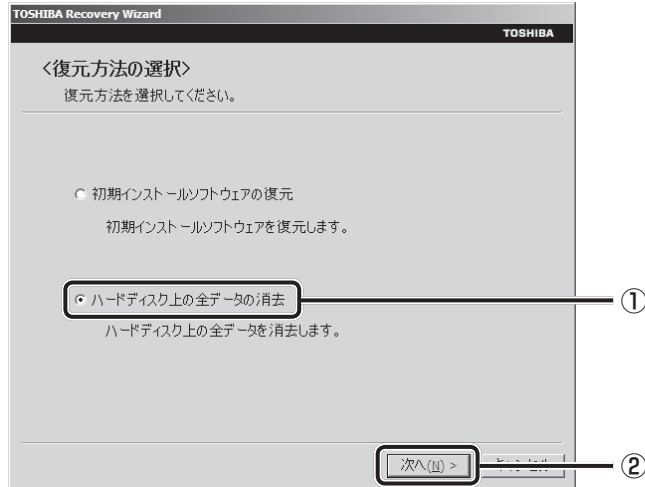 TOSHIBA Recovery Wizard
TOSHIBA
<復元方法の選択>
復元方法を選択してください。
初期インストールソフトウェアの復元
初期インストールソフトウェアを復元します。
ハードディスク上の全データの消去
①
ハードディスク上の全データを消去します。
次へ(N) >
②